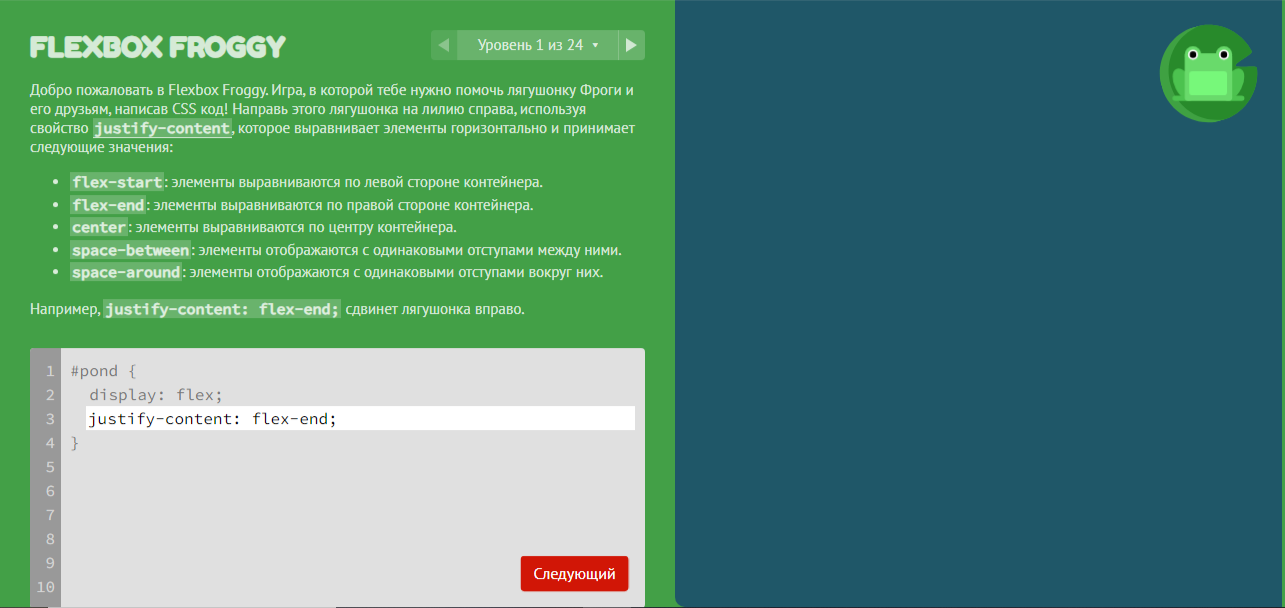 FLEXBOX FROGGY
Уровень 1 из 24
Добро пожаловать в Flexbox Froggy. Игра, в которой тебе нужно помочь лягушонку Фроги и
его друзьям, написав CSS код! Направь этого лягушонка на лилию справа, используя
свойство justify-content, которое выравнивает элементы горизонтально и принимает
следующие значения:
flex-start: элементы выравниваются по левой стороне контейнера.
flex-end: элементы выравниваются по правой стороне контейнера.
center: элементы выравниваются по центру контейнера.
space-between: элементы отображаются с одинаковыми отступами между ними.
space-around: элементы отображаются с одинаковыми отступами вокруг них.
Например, justify-content: flex-end; сдвинет лягушонка вправо.
1 #pond {
2 display: flex;
3 justify-content: flex-end;
4 }
5
6
7
8
9
10
Следующий